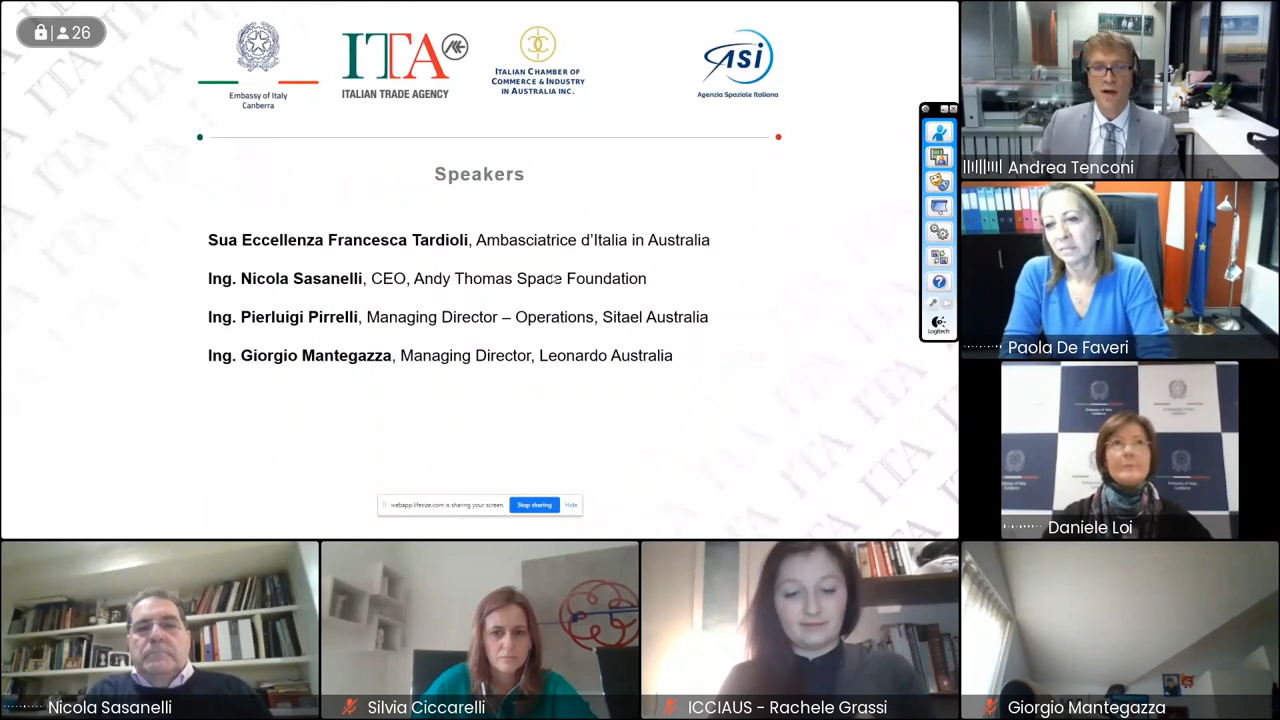 26
Embassy of Italy
Canberra
ITA
ITALIAN TRADE AGENCY
ITALIAN CHAMBER OF
COMMERCE & INDUSTRY
IN AUSTRALIA INC.
asi
Agenzia Spaziale Italiana
Speakers
Sua Eccellenza Francesca Tardioli, Ambasciatrice d'Italia in Australia
Ing. Nicola Sasanelli, CEO, Andy Thomas Space Foundation
Ing. Pierluigi Pirrelli, Managing Director – Operations, Sitael Australia
Ing. Giorgio Mantegazza, Managing Director, Leonardo Australia
webapp.lifesize.com is sharing your screen.
Stop sharing
Hide
Logitech
Andrea Tenconi
Paola De Faveri
Daniele Loi
Nicola Sasanelli
Silvia Ciccarelli
ICCIAUS - Rachele Grassi
Giorgio Mantegazza